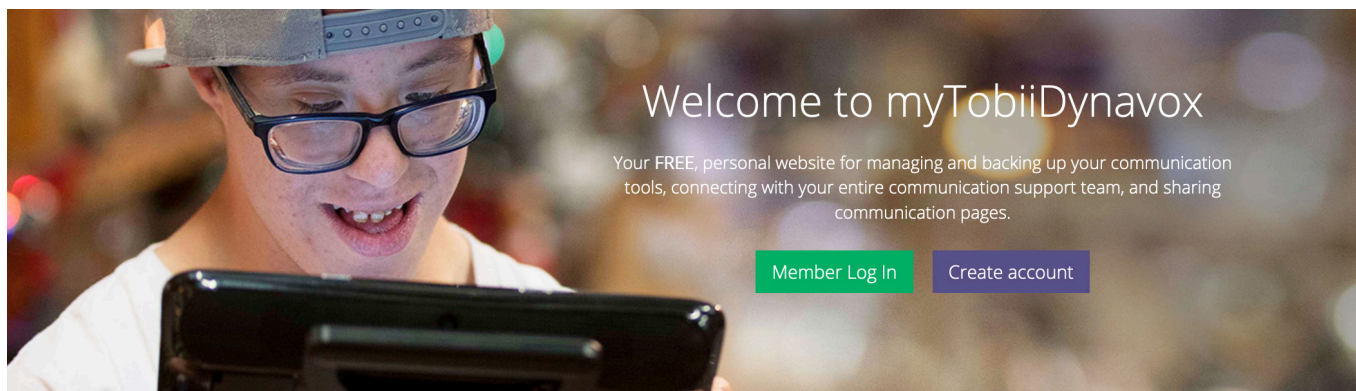 Welcome to myTobiiDynavox
Your FREE, personal website for managing and backing up your communication
tools, connecting with your entire communication support team, and sharing
communication pages.
Member Log In
Create account